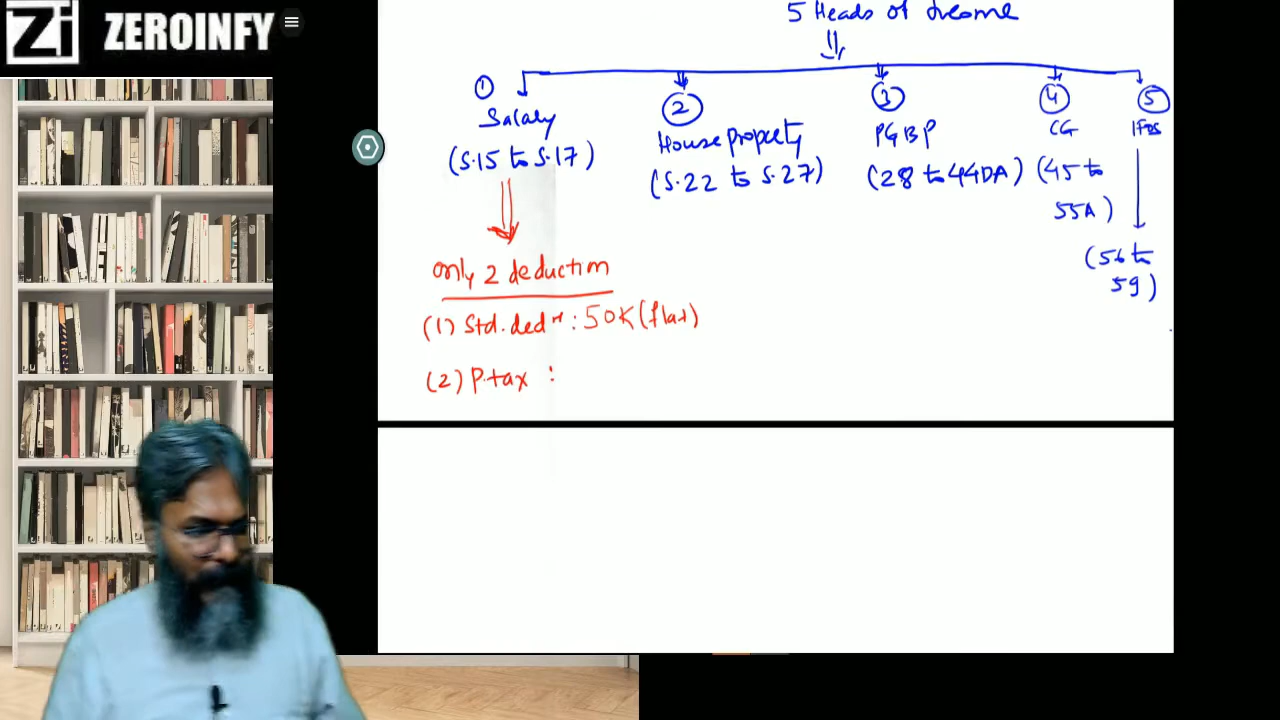 Zi ZEROINFY
5 Heads of Income
① ② ③ ④ ⑤
Salary
(S.15 to S.17)
House property
(S.22 to S.27)
PGBP
(28 to 44DA)
CG
(45 to
55A)
IFOS
(56 to
59)
only 2 deduction
(1) Std. dedⁿ : 50K (flat)
(2) P.tax :